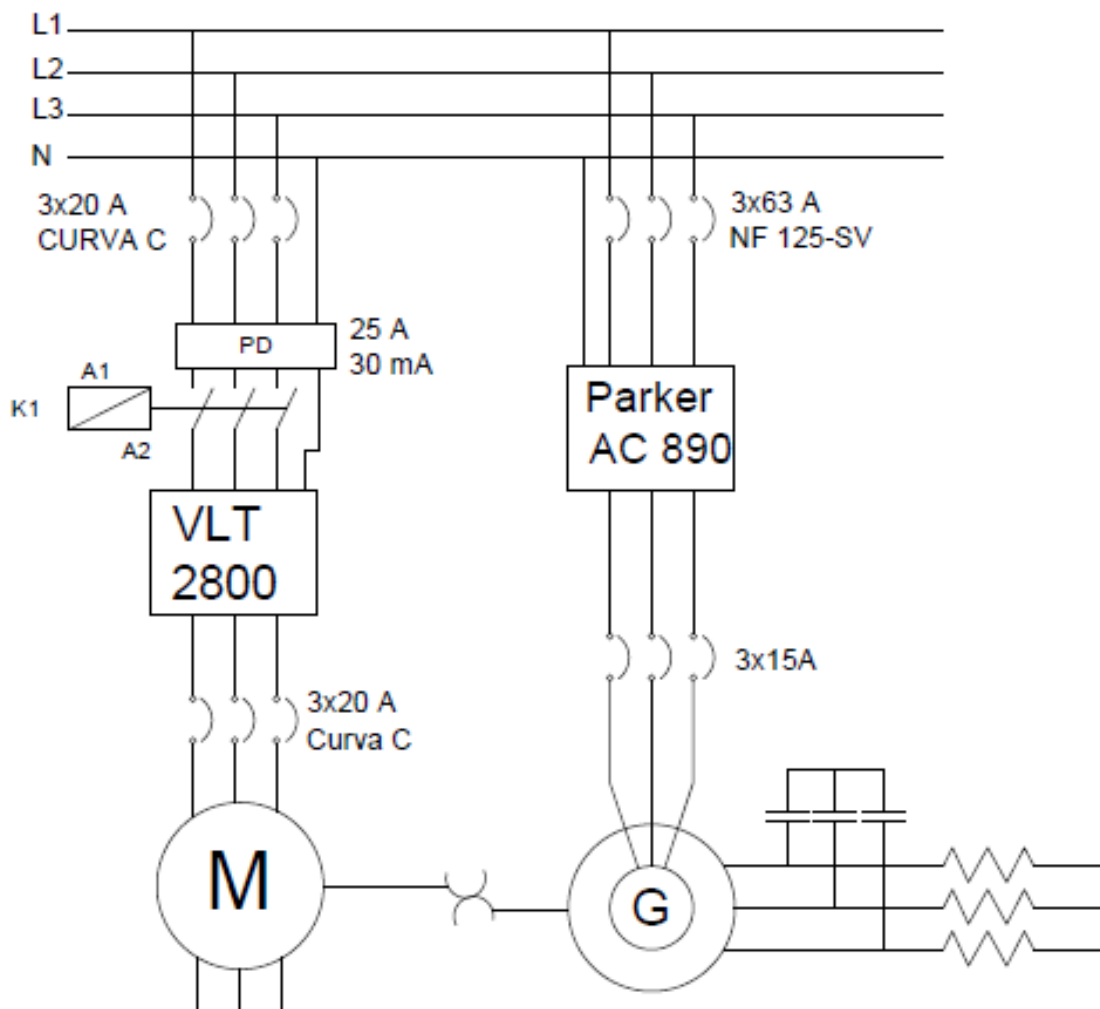 L1
L2
L3
N
3x20 A
CURVA C
3x63 A
NF 125-SV
PD
25 A
30 mA
A1
K1
A2
Parker
AC 890
VLT
2800
3x15A
3x20 A
Curva C
M
G